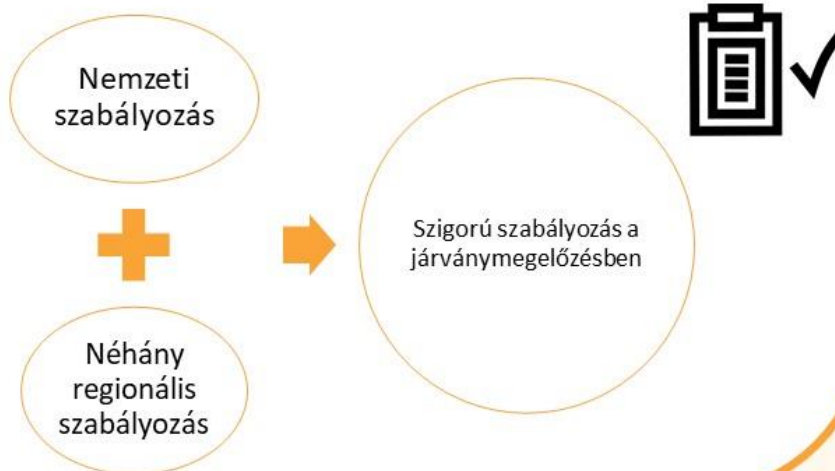 Nemzeti
szabályozás
Néhány
regionális
szabályozás
Szigorú szabályozás a
járványmegelőzésben